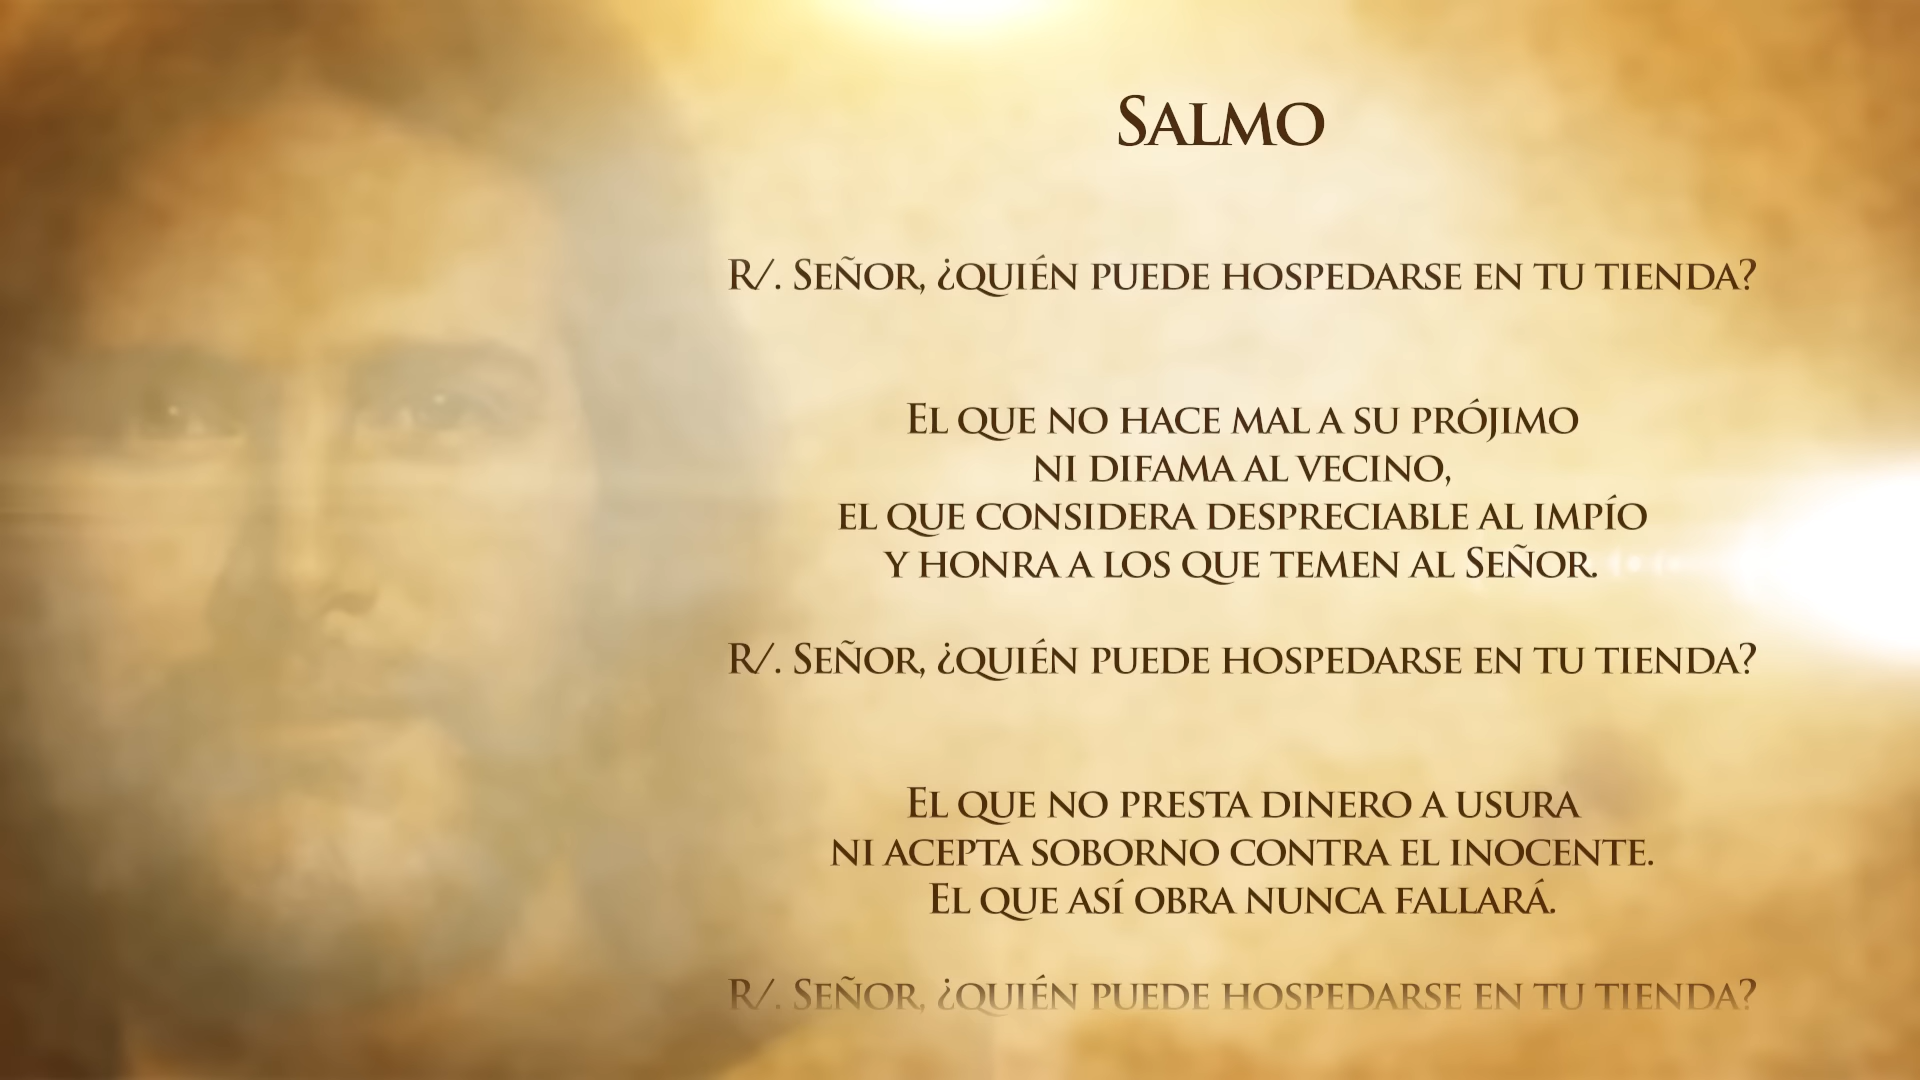 Salmo
R/. Señor, ¿quién puede hospedarse en tu tienda?
El que no hace mal a su prójimo
ni difama al vecino,
el que considera despreciable al impío
y honra a los que temen al Señor.
R/. Señor, ¿quién puede hospedarse en tu tienda?
El que no presta dinero a usura
ni acepta soborno contra el inocente.
El que así obra nunca fallará.
R/. Señor, ¿quién puede hospedarse en tu tienda?